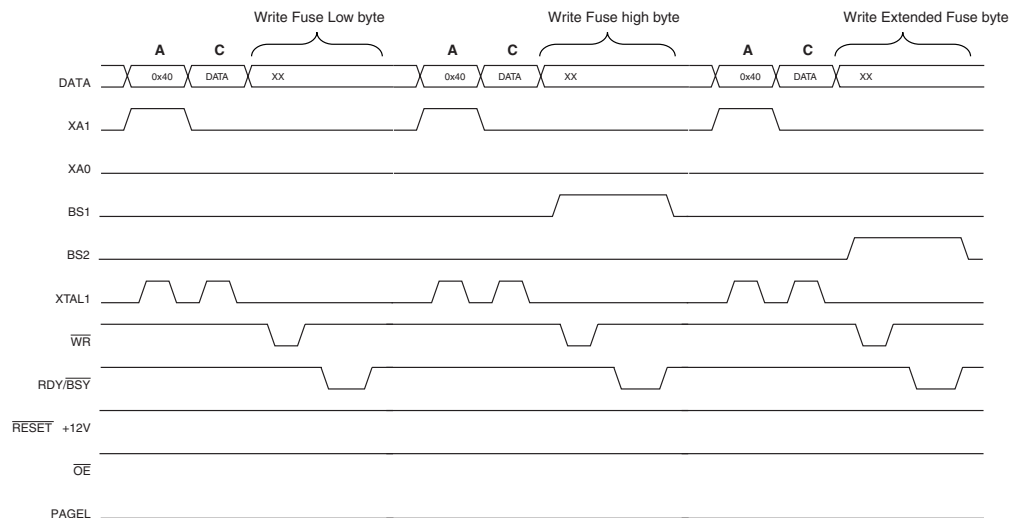 Write Fuse Low byte Write Fuse high byte Write Extended Fuse byte
A C A C A C
DATA 0x40 DATA XX 0x40 DATA XX 0x40 DATA XX
XA1
XA0
BS1
BS2
XTAL1
WR
RDY/BSY
RESET +12V
OE
PAGEL